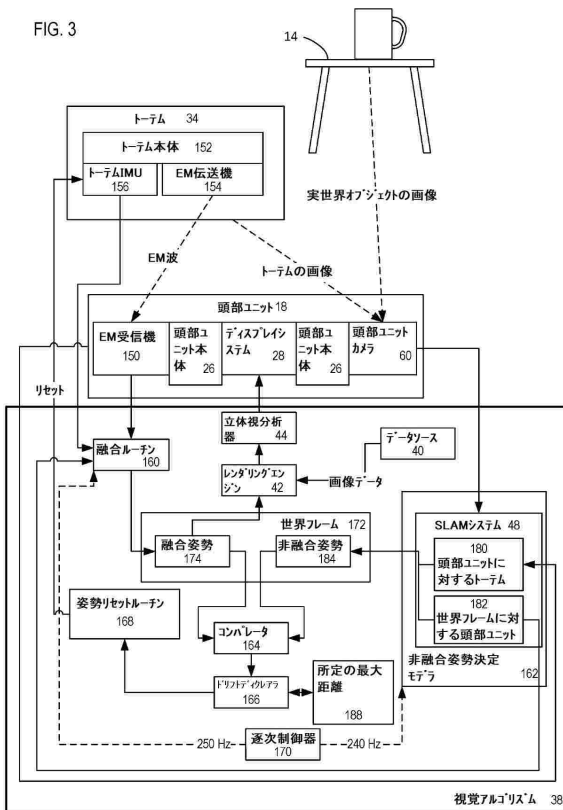 FIG. 3
14
トーテム 34
トーテム本体
152
トーテムIMU
156
EM伝送機
154
実世界オブジェクトの画像
EM波
トーテムの画像
頭部ユニット18
EM受信機
150
頭部ユニ
ット本
体
26
ディスプレイシ
ステム
28
頭部ユニ
ット本
体
26
頭部ユニット
カメラ
60
リセット
立体視分析
器
44
データソース
40
融合ルーチン
160
レンダリングエン
ジン
42
画像データ
世界フレーム 172
融合姿勢
174
非融合姿勢
184
SLAMシステム 48
180
頭部ユニットに
対するトーテム
182
世界フレームに対
する頭部ユニット
非融合姿勢決定
モデラ
162
姿勢リセットルーチン
168
コンパレータ
164
ドリフトディクレアラ
166
所定の最大
距離
188
250 Hz
逐次制御器
170
240 Hz
視覚アルゴリズム 38